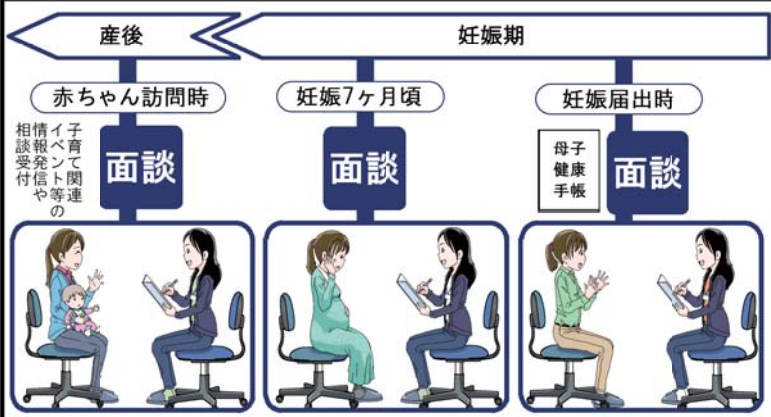 妊娠期
妊娠届出時
母子
健康
手帳
面談
妊娠7ヶ月頃
面談
産後
赤ちゃん訪問時
面談
子育て関連
イベント等の
情報発信や
相談受付